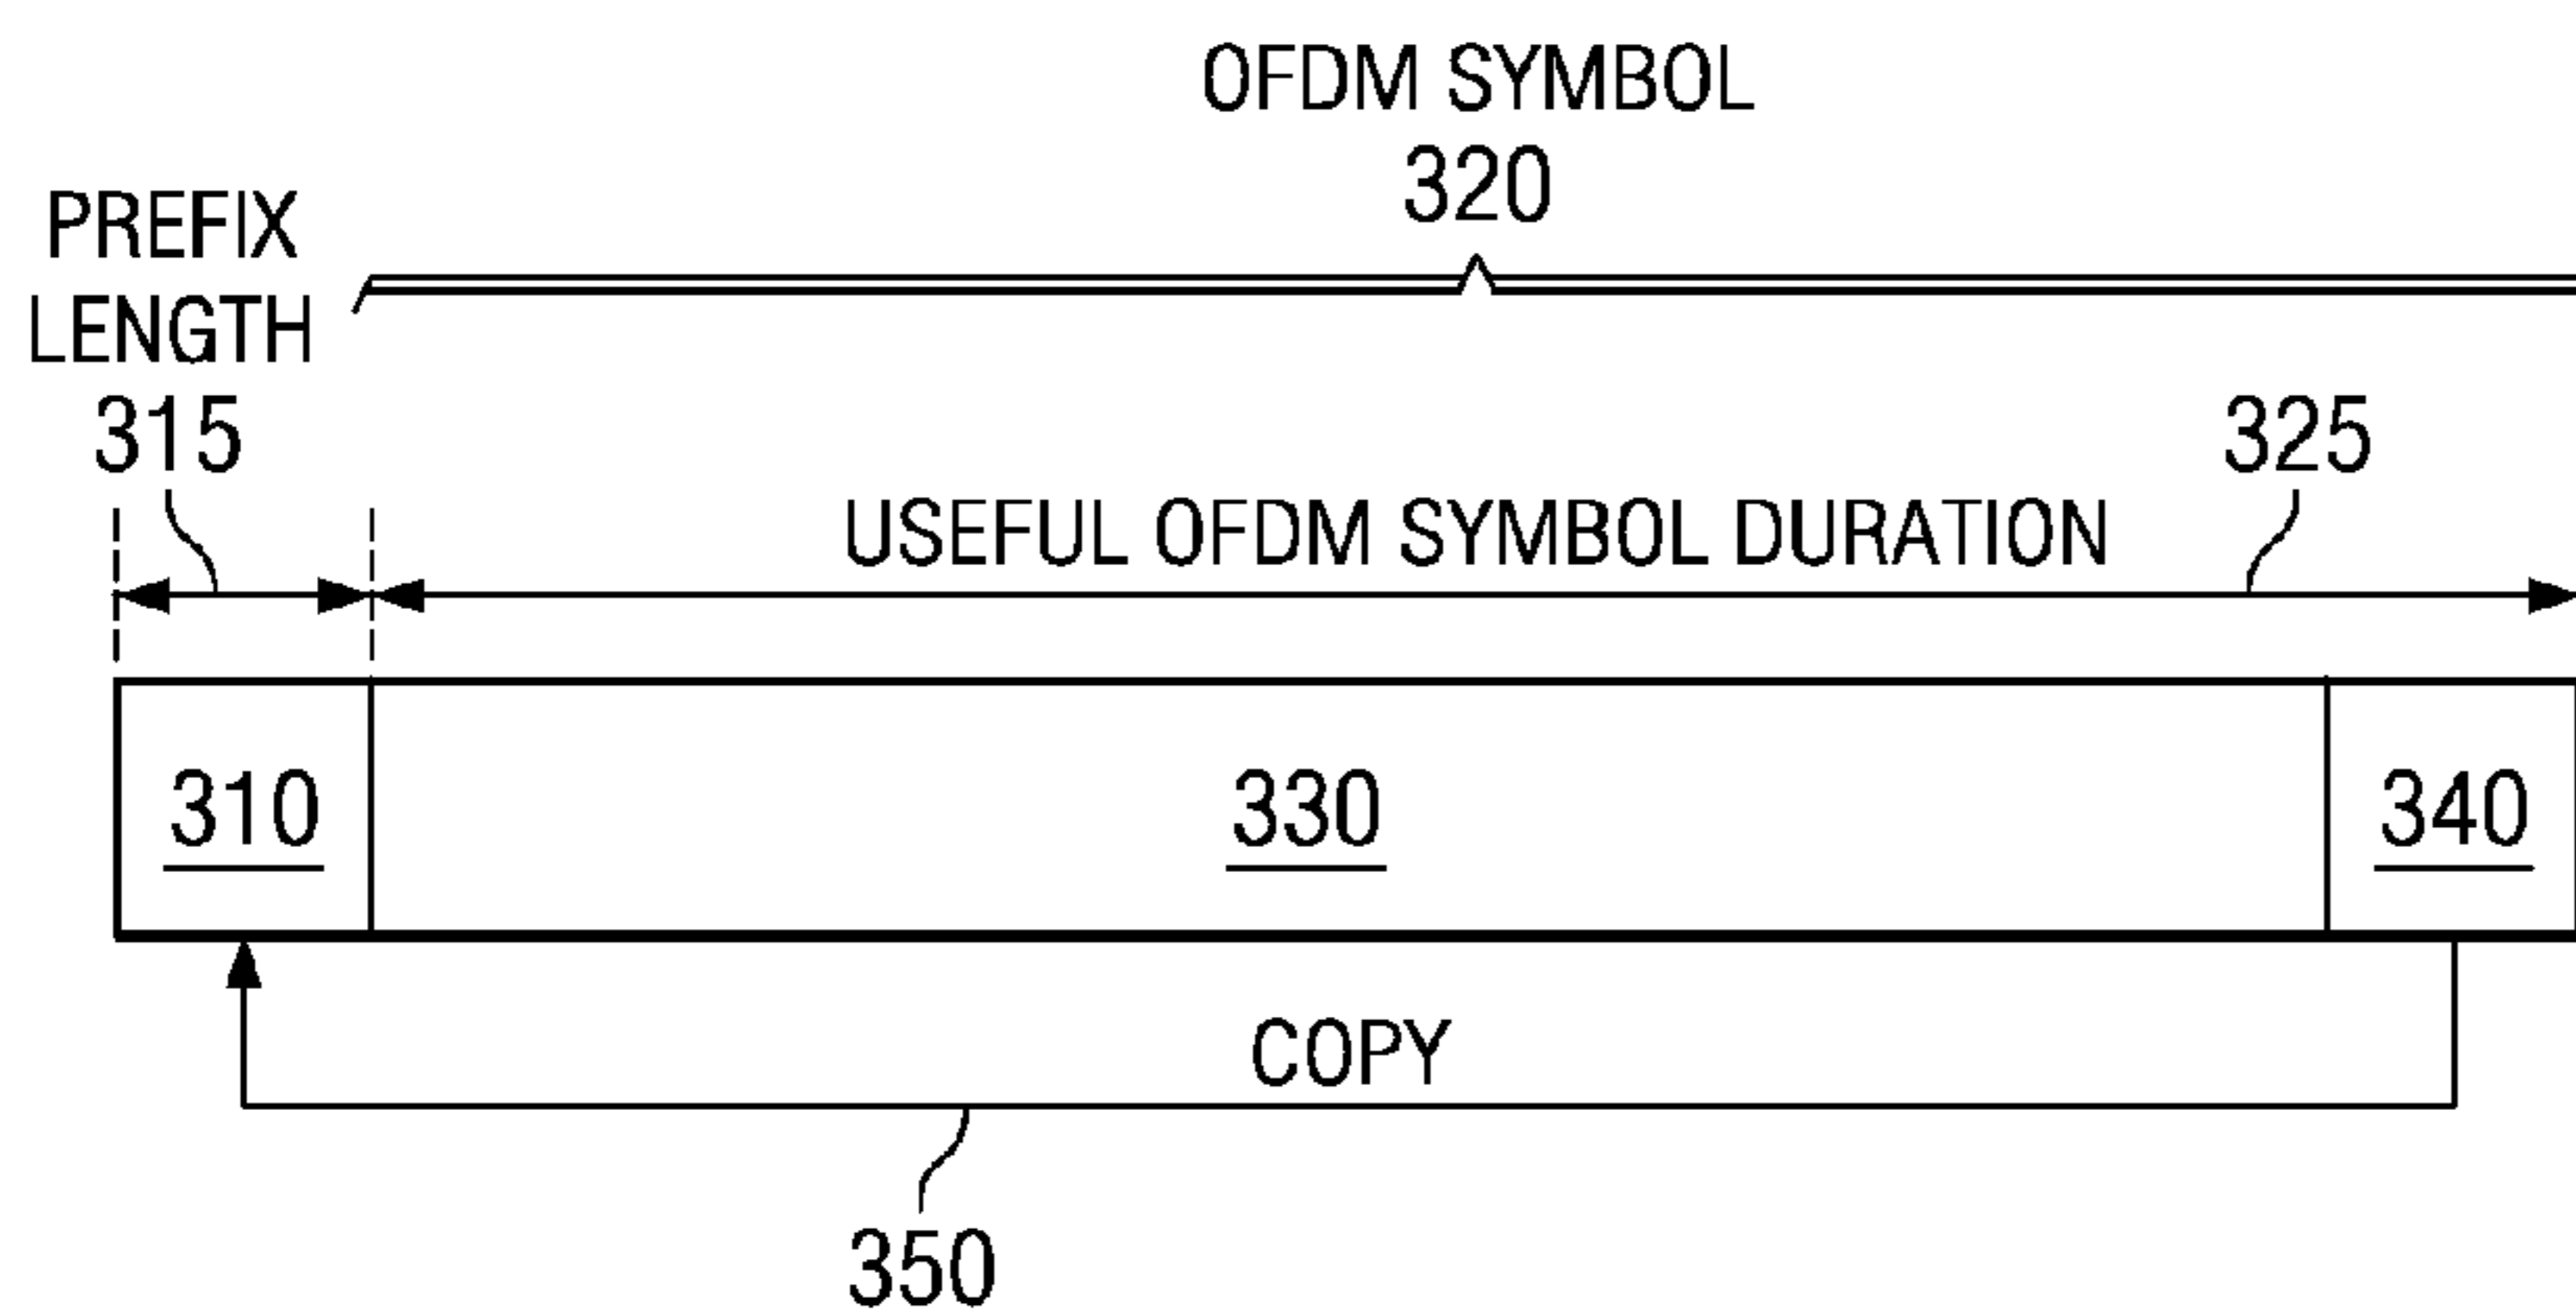 OFDM SYMBOL
320
PREFIX
LENGTH
315
325
USEFUL OFDM SYMBOL DURATION
310
330
340
COPY
350